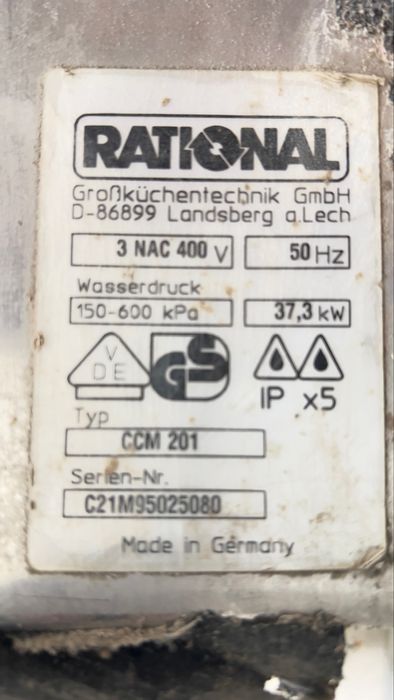 RATIONAL
Großküchentechnik GmbH
D-86899 Landsberg a.Lech
3 NAC 400 V 50 Hz
Wasserdruck
150-600 kPa 37,3 kW
VDE GS IP x5
Typ
CCM 201
Serien-Nr.
C21M95025080
Made in Germany